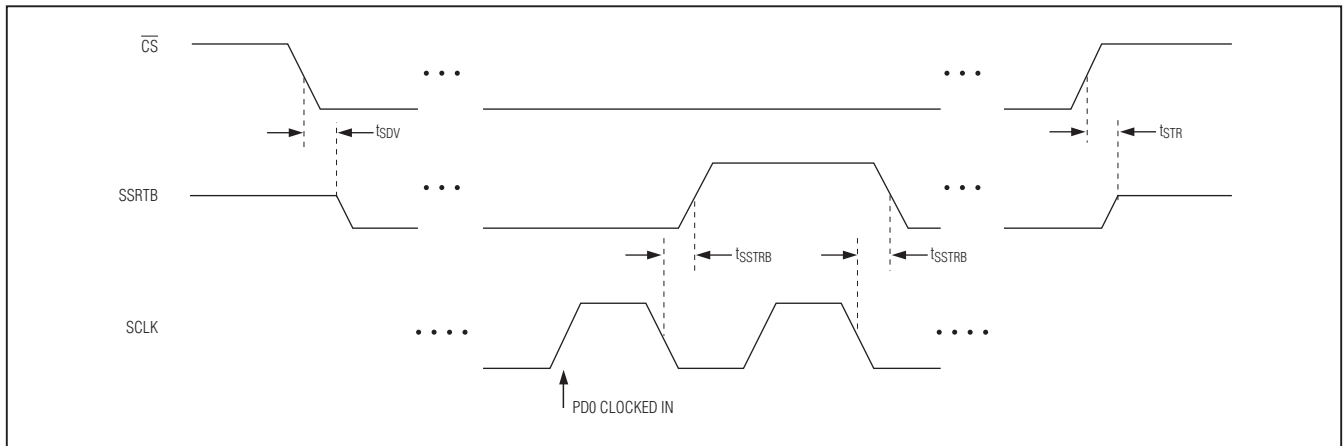 CS
tSDV
tSTR
SSRTB
tSSTRB
tSSTRB
SCLK
PD0 CLOCKED IN